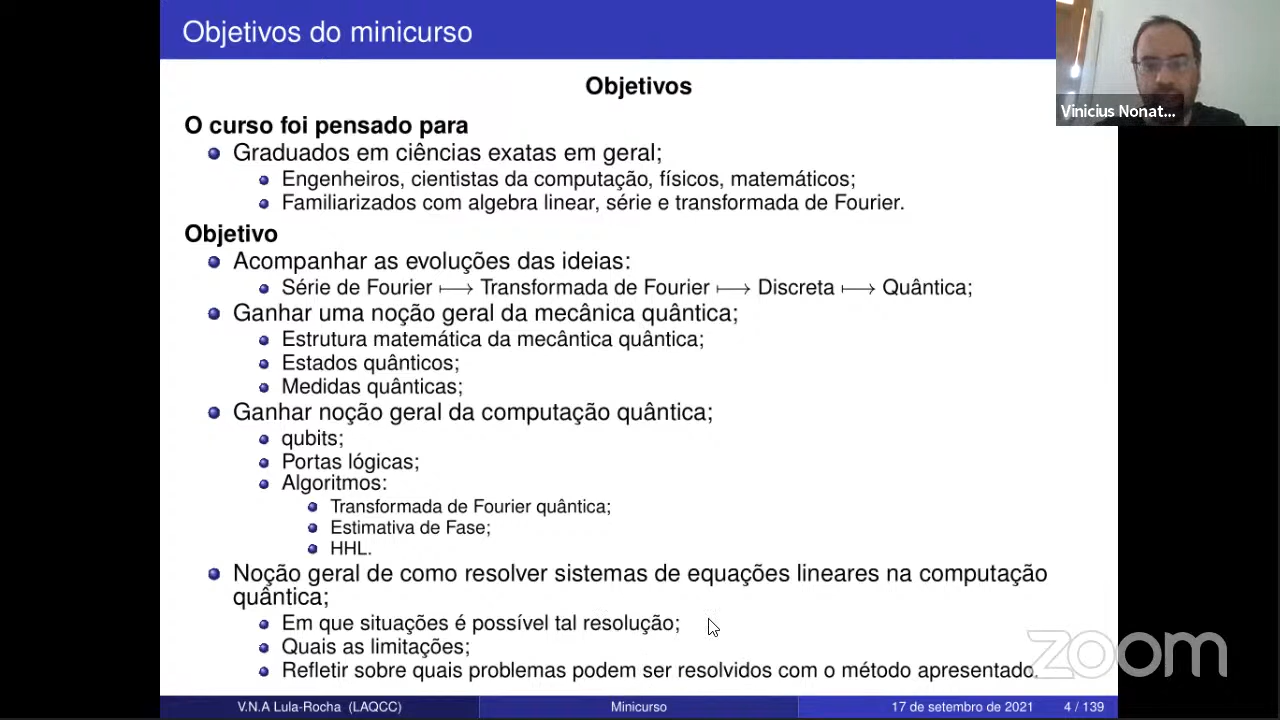 Objetivos do minicurso
Objetivos
O curso foi pensado para
Graduados em ciências exatas em geral;
Engenheiros, cientistas da computação, físicos, matemáticos;
Familiarizados com algebra linear, série e transformada de Fourier.
Objetivo
Acompanhar as evoluções das ideias:
Série de Fourier ⟼ Transformada de Fourier ⟼ Discreta ⟼ Quântica;
Ganhar uma noção geral da mecânica quântica;
Estrutura matemática da mecântica quântica;
Estados quânticos;
Medidas quânticas;
Ganhar noção geral da computação quântica;
qubits;
Portas lógicas;
Algoritmos:
Transformada de Fourier quântica;
Estimativa de Fase;
HHL.
Noção geral de como resolver sistemas de equações lineares na computação
quântica;
Em que situações é possível tal resolução;
Quais as limitações;
Refletir sobre quais problemas podem ser resolvidos com o método apresentado.
V.N.A Lula-Rocha (LAQCC) Minicurso 17 de setembro de 2021 4 / 139
Vinicius Nonat...
zoom